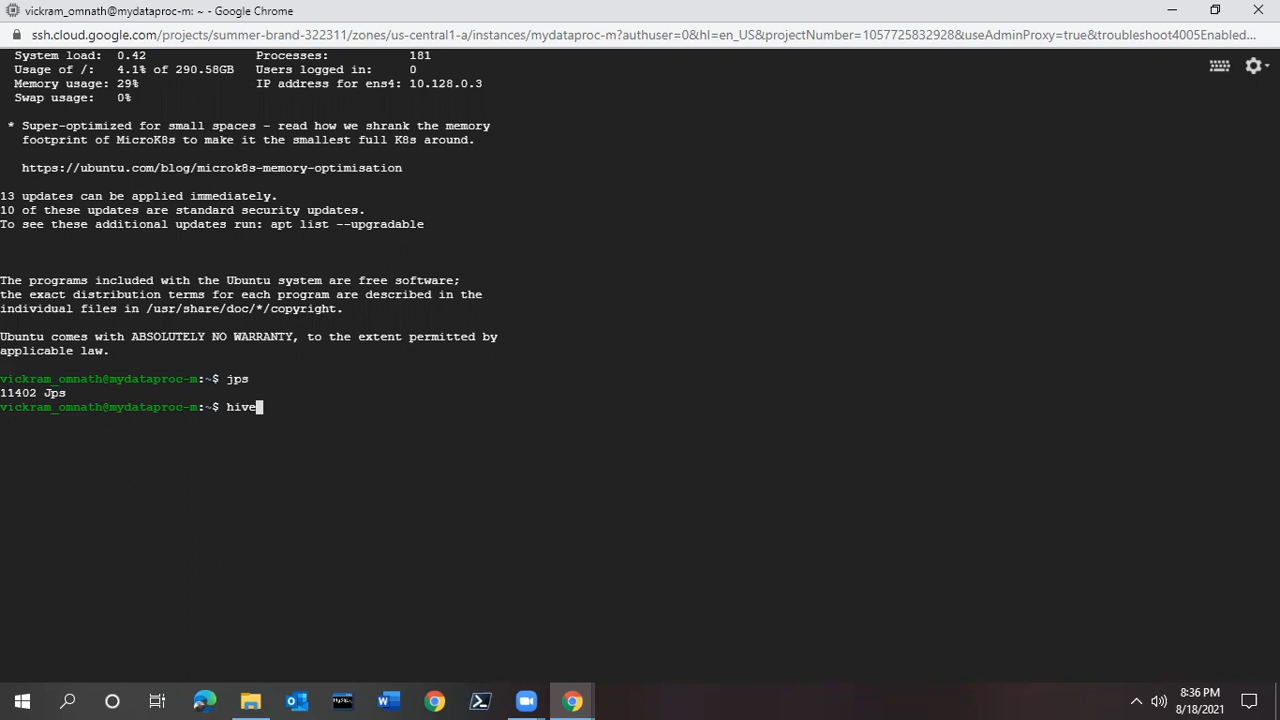 vickram_omnath@mydataproc-m: ~ - Google Chrome
ssh.cloud.google.com/projects/summer-brand-322311/zones/us-central1-a/instances/mydataproc-m?authuser=0&hl=en_US&projectNumber=1057725832928&useAdminProxy=true&troubleshoot4005Enabled...
System load: 0.42 Processes: 181
Usage of /: 4.1% of 290.58GB Users logged in: 0
Memory usage: 29% IP address for ens4: 10.128.0.3
Swap usage: 0%
* Super-optimized for small spaces - read how we shrank the memory
footprint of MicroK8s to make it the smallest full K8s around.
https://ubuntu.com/blog/microk8s-memory-optimisation
13 updates can be applied immediately.
10 of these updates are standard security updates.
To see these additional updates run: apt list --upgradable
The programs included with the Ubuntu system are free software;
the exact distribution terms for each program are described in the
individual files in /usr/share/doc/*/copyright.
Ubuntu comes with ABSOLUTELY NO WARRANTY, to the extent permitted by
applicable law.
vickram_omnath@mydataproc-m:~$ jps
11402 Jps
vickram_omnath@mydataproc-m:~$ hive
8:36 PM
8/18/2021